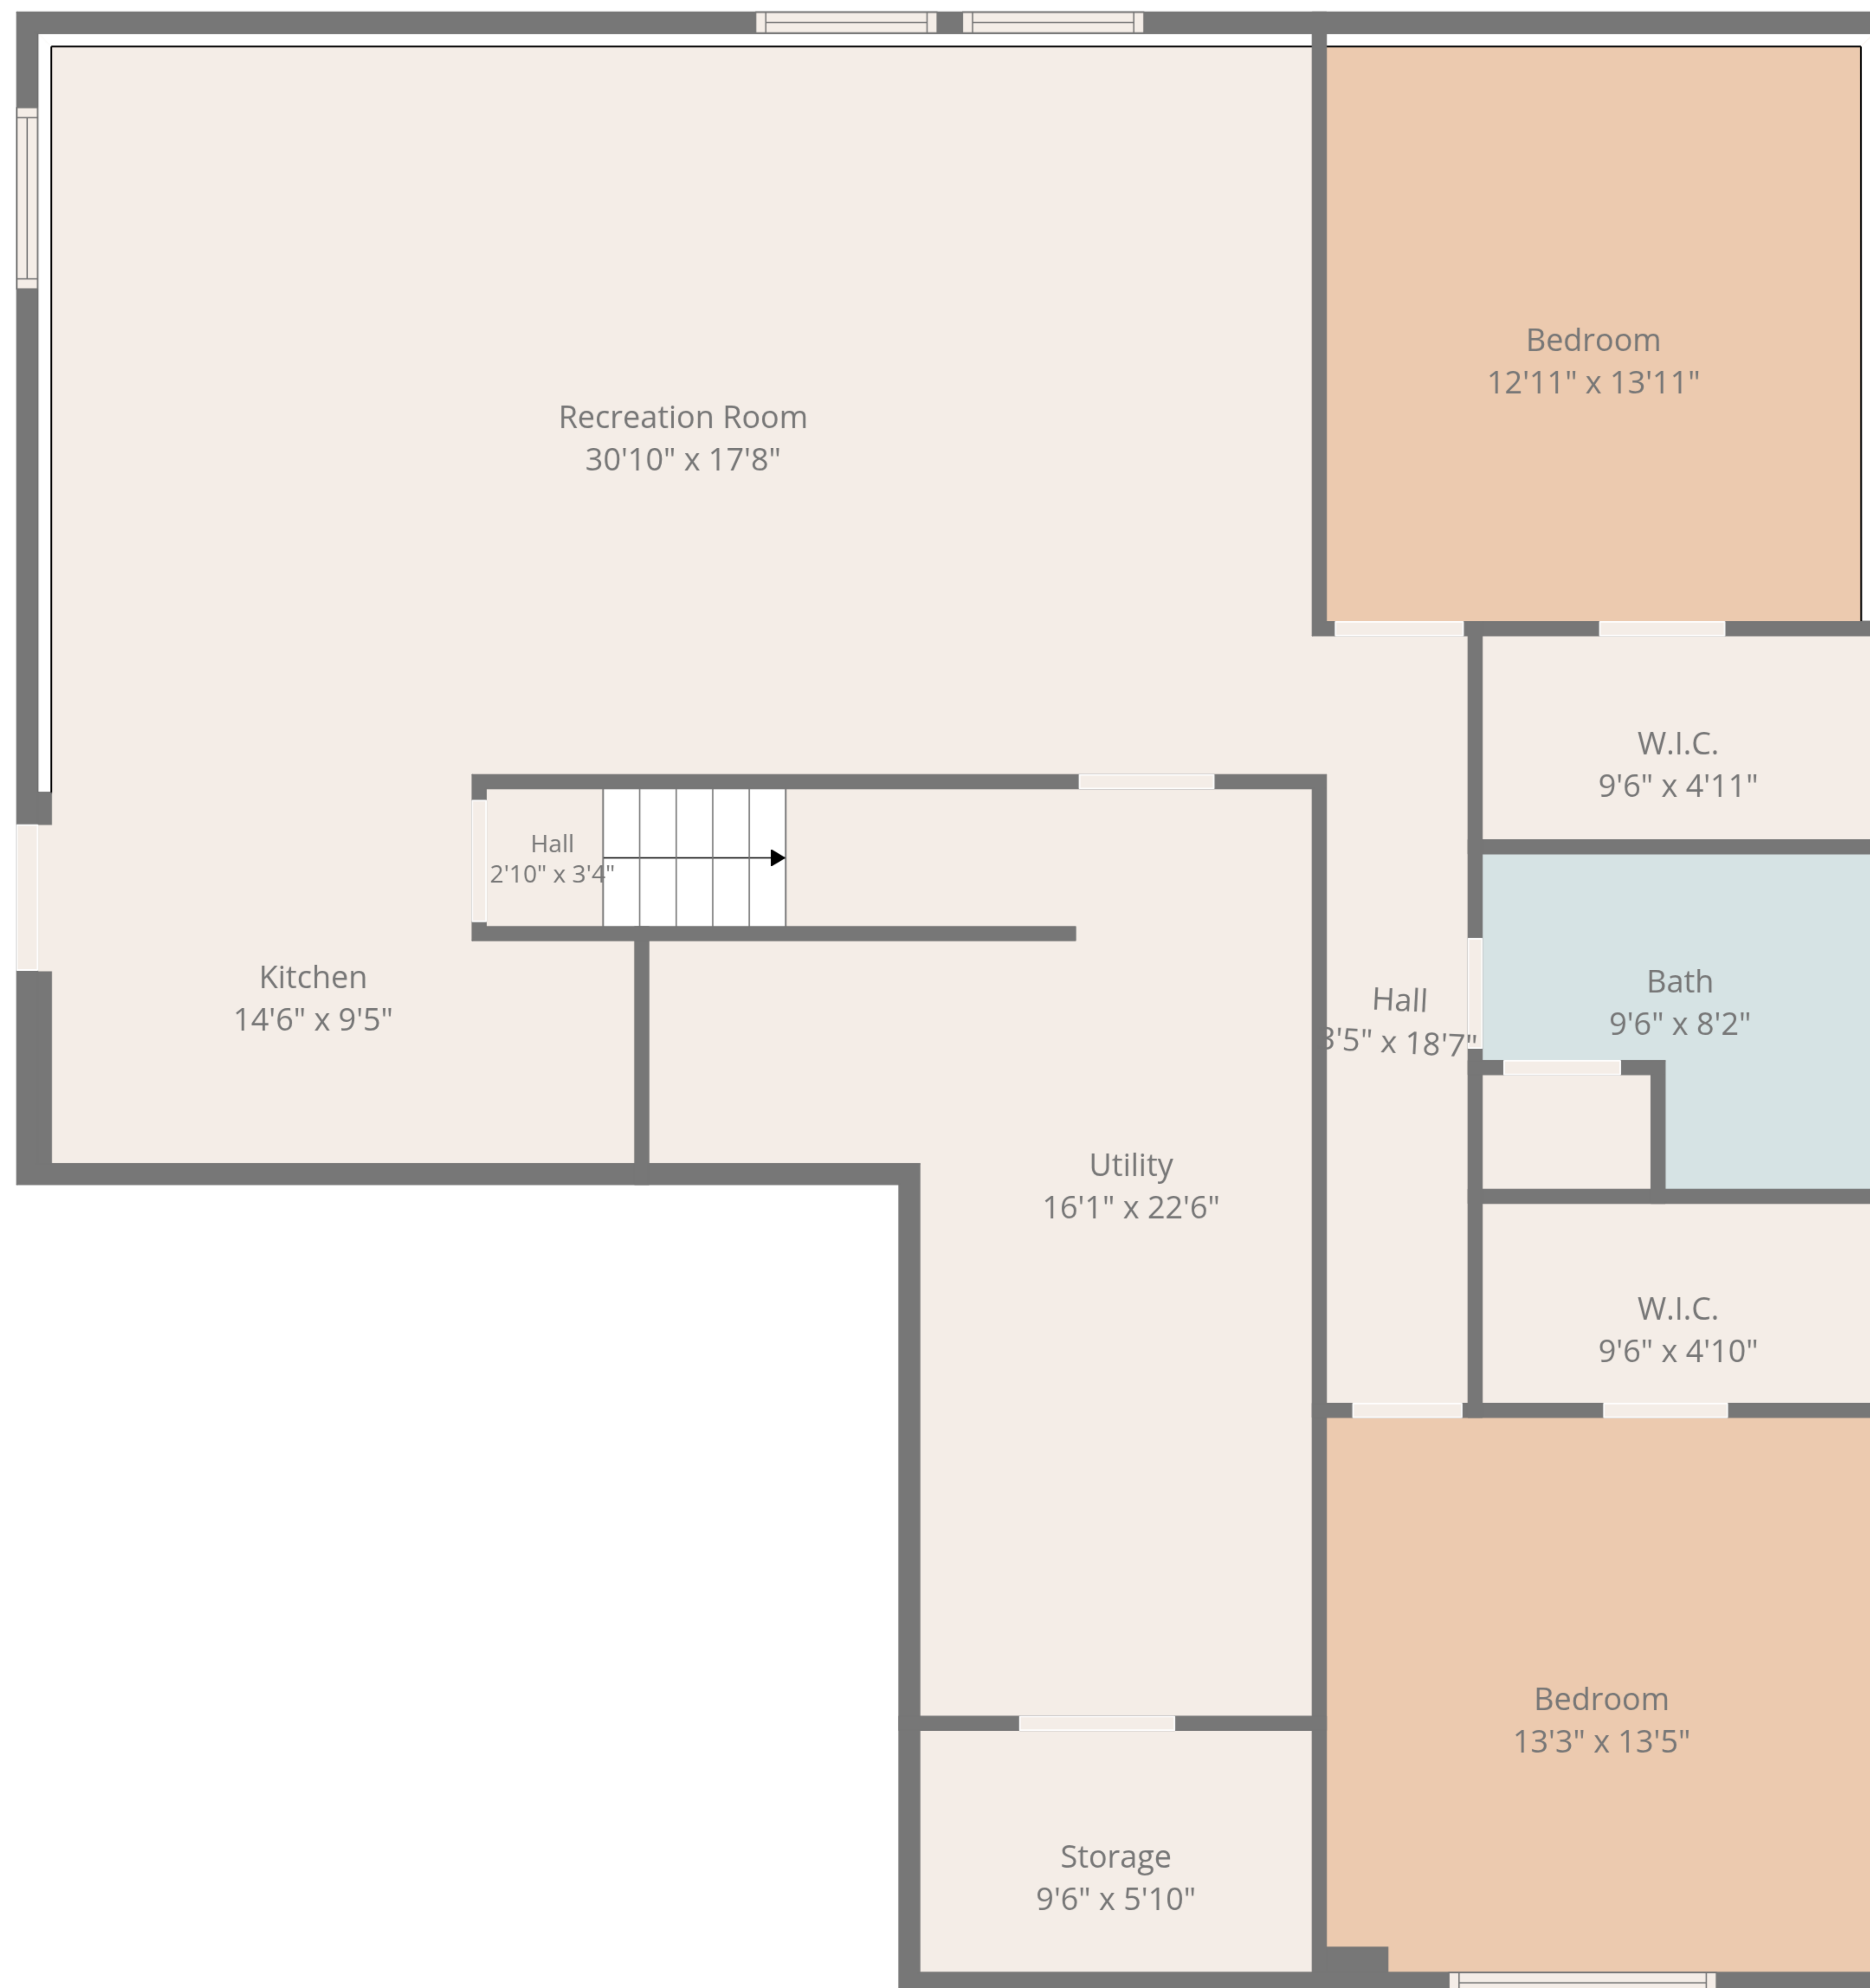 Bedroom
12'11" x 13'11"
Recreation Room
30'10" x 17'8"
W.I.C.
9'6" x 4'11"
Hall
2'10" x 3'4"
Kitchen
14'6" x 9'5"
Hall
3'5" x 18'7"
Bath
9'6" x 8'2"
Utility
16'1" x 22'6"
W.I.C.
9'6" x 4'10"
Bedroom
13'3" x 13'5"
Storage
9'6" x 5'10"